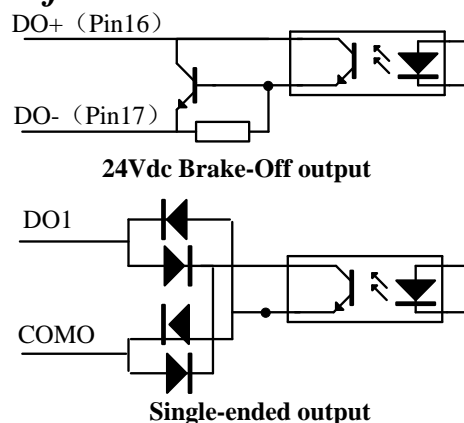 DO+（Pin16）
DO-（Pin17）
24Vdc Brake-Off output
DO1
COMO
Single-ended output